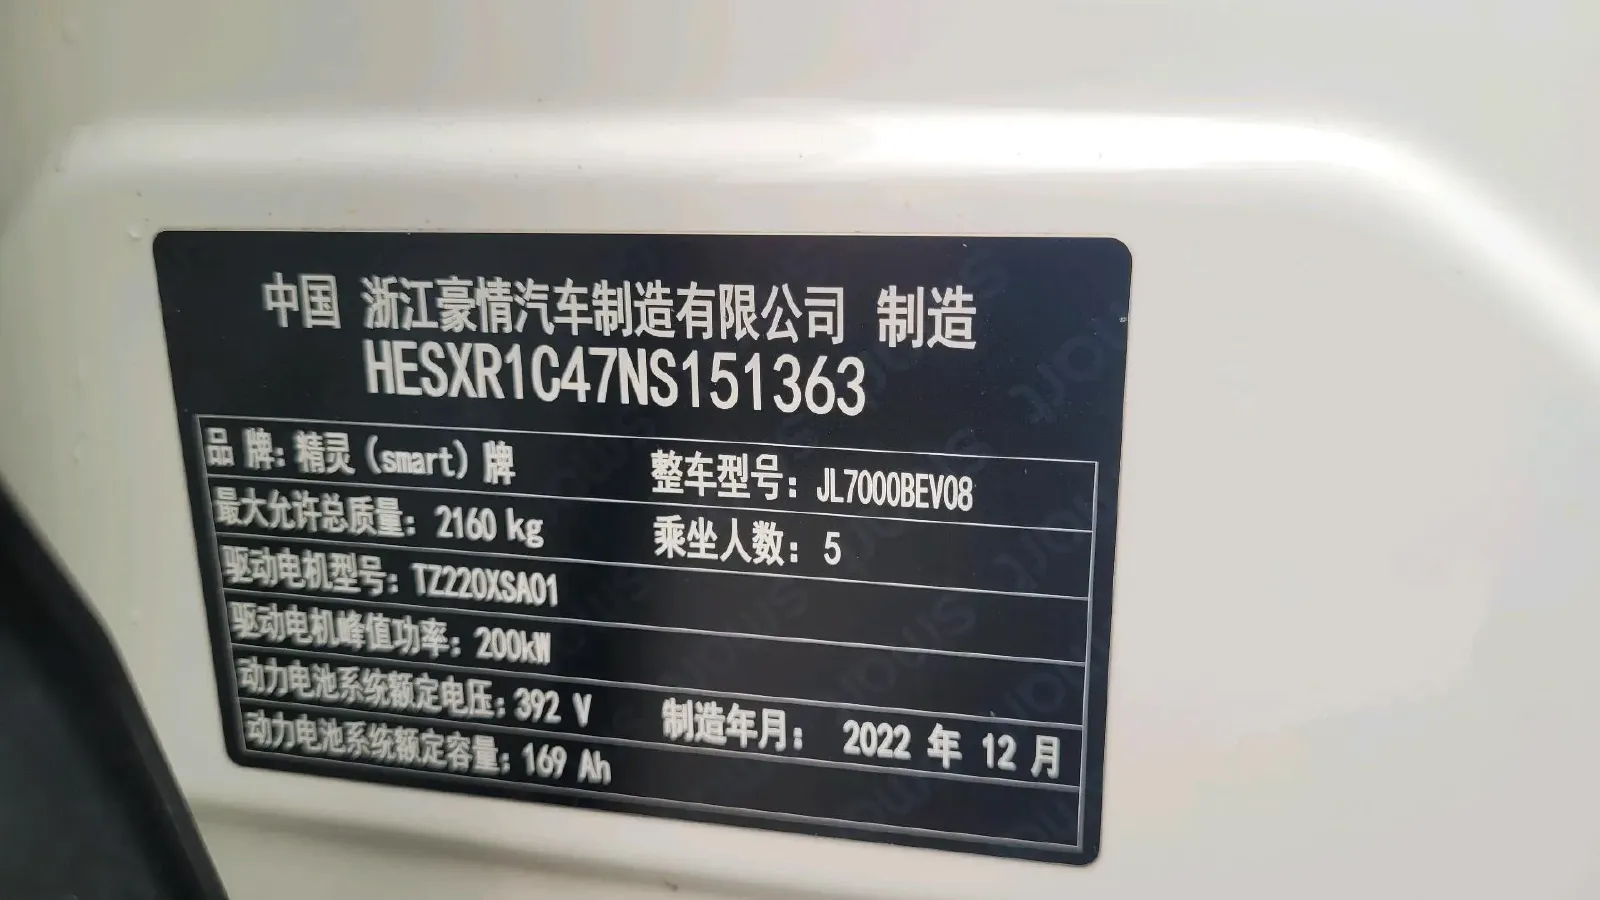 中国 浙江豪情汽车制造有限公司 制造
HESXR1C47NS151363
品 牌: 精灵 (smart) 牌 整车型号: JL7000BEV08
最大允许总质量: 2160 kg 乘坐人数: 5
驱动电机型号: TZ220XSA01
驱动电机峰值功率: 200kW
动力电池系统额定电压: 392 V 制造年月: 2022 年 12 月
动力电池系统额定容量: 169 Ah